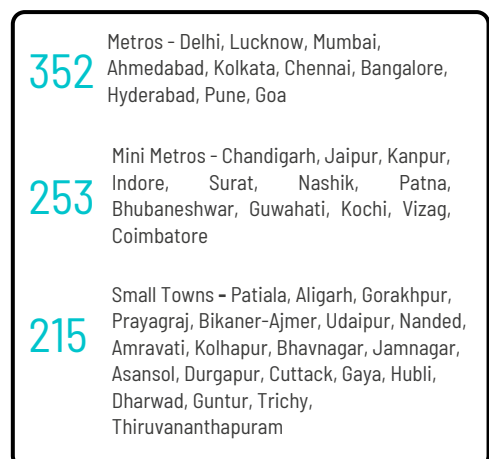 352
Metros - Delhi, Lucknow, Mumbai,
Ahmedabad, Kolkata, Chennai, Bangalore,
Hyderabad, Pune, Goa
253
Mini Metros - Chandigarh, Jaipur, Kanpur,
Indore, Surat, Nashik, Patna,
Bhubaneshwar, Guwahati, Kochi, Vizag,
Coimbatore
215
Small Towns - Patiala, Aligarh, Gorakhpur,
Prayagraj, Bikaner-Ajmer, Udaipur, Nanded,
Amravati, Kolhapur, Bhavnagar, Jamnagar,
Asansol, Durgapur, Cuttack, Gaya, Hubli,
Dharwad, Guntur, Trichy,
Thiruvananthapuram